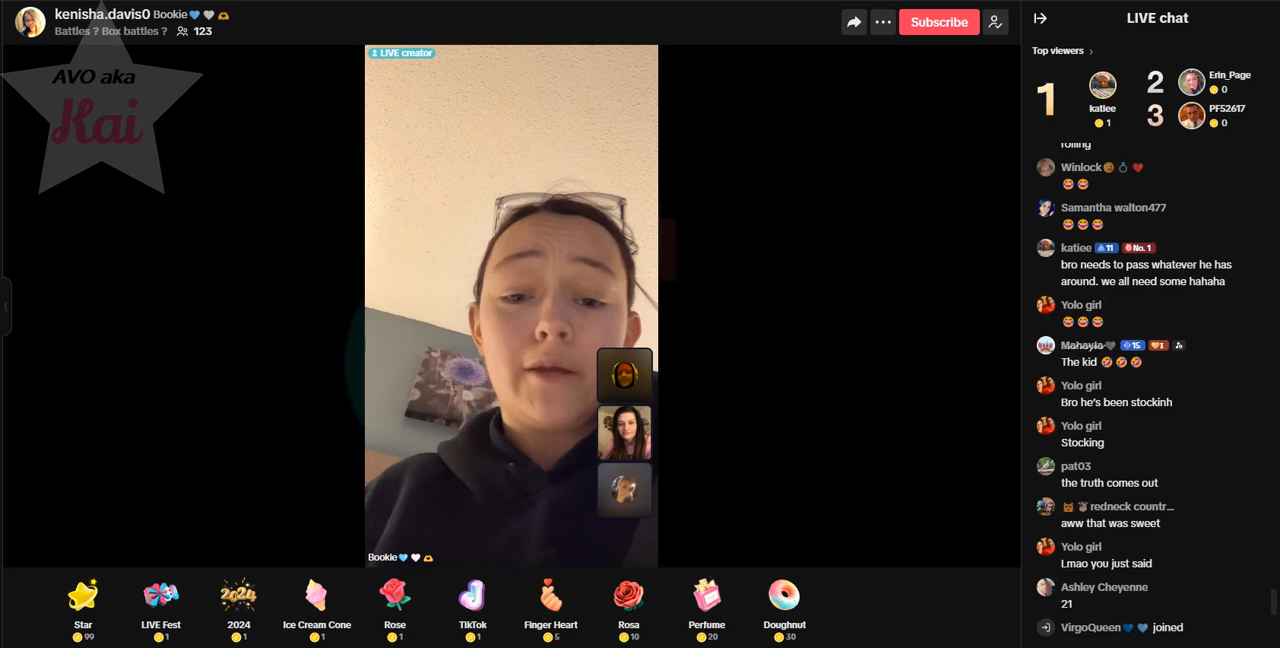 kenisha.davis0 Bookie💙🤍🫶
Battles ? Box battles ? 123
Subscribe
AVO aka
Kai
LIVE creator
Bookie💙🤍🫶
Star
99
LIVE Fest
1
2024
2024
1
Ice Cream Cone
1
Rose
1
TikTok
1
Finger Heart
5
Rosa
10
Perfume
20
Doughnut
30
LIVE chat
Top viewers
1
katiee
1
2
Erin_Page
0
3
PF52617
0
rolling
Winlock🍪💍❤️
😂😂
Samantha walton477
😂😂😂
katiee 11 No. 1
bro needs to pass whatever he has
around. we all need some hahaha
Yolo girl
😂😂😂
Mahayla🖤 15 I
The kid 🤣🤣🤣
Yolo girl
Bro he's been stockinh
Yolo girl
Stocking
pat03
the truth comes out
redneck countr...
aww that was sweet
Yolo girl
Lmao you just said
Ashley Cheyenne
21
VirgoQueen💙🩵 joined